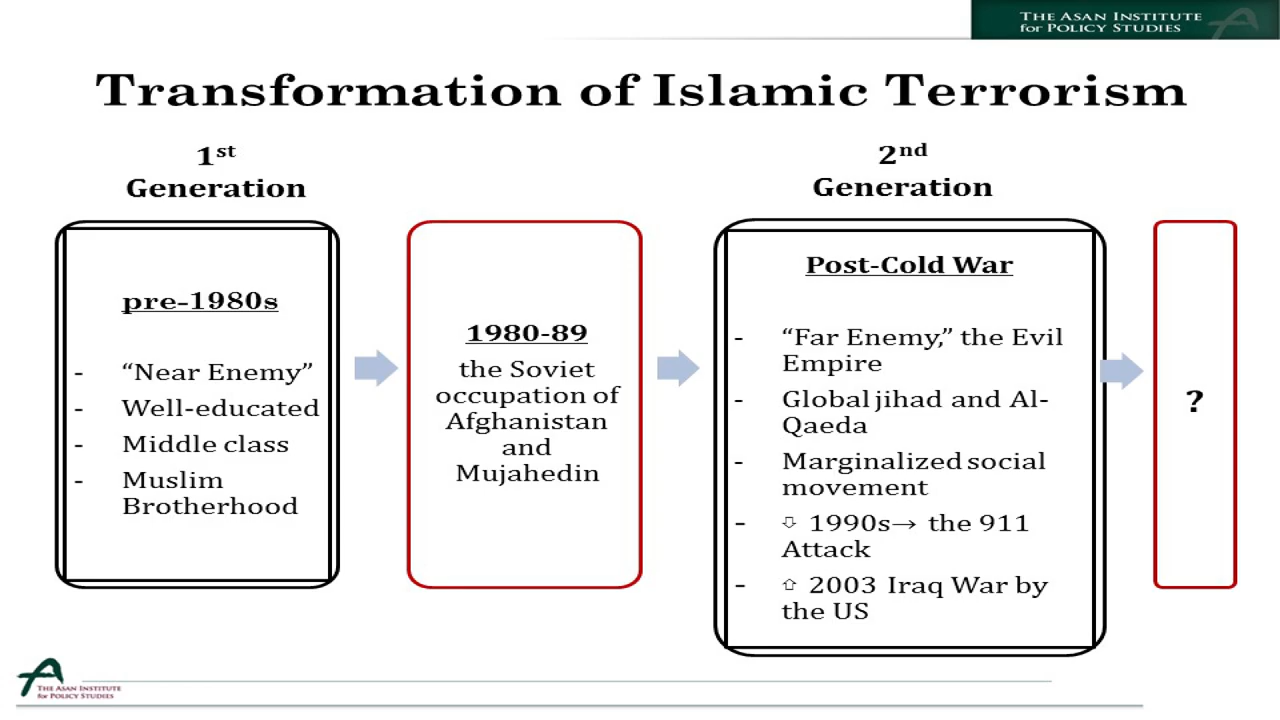 THE ASAN INSTITUTE
for POLICY STUDIES
Transformation of Islamic Terrorism
1st
Generation
pre-1980s
- “Near Enemy”
- Well-educated
- Middle class
- Muslim
Brotherhood
1980-89
the Soviet
occupation of
Afghanistan
and
Mujahedin
2nd
Generation
Post-Cold War
- “Far Enemy,” the Evil
Empire
- Global jihad and Al-
Qaeda
- Marginalized social
movement
- ⇩ 1990s→ the 911
Attack
- ⇧ 2003 Iraq War by
the US
?
THE ASAN INSTITUTE
for POLICY STUDIES